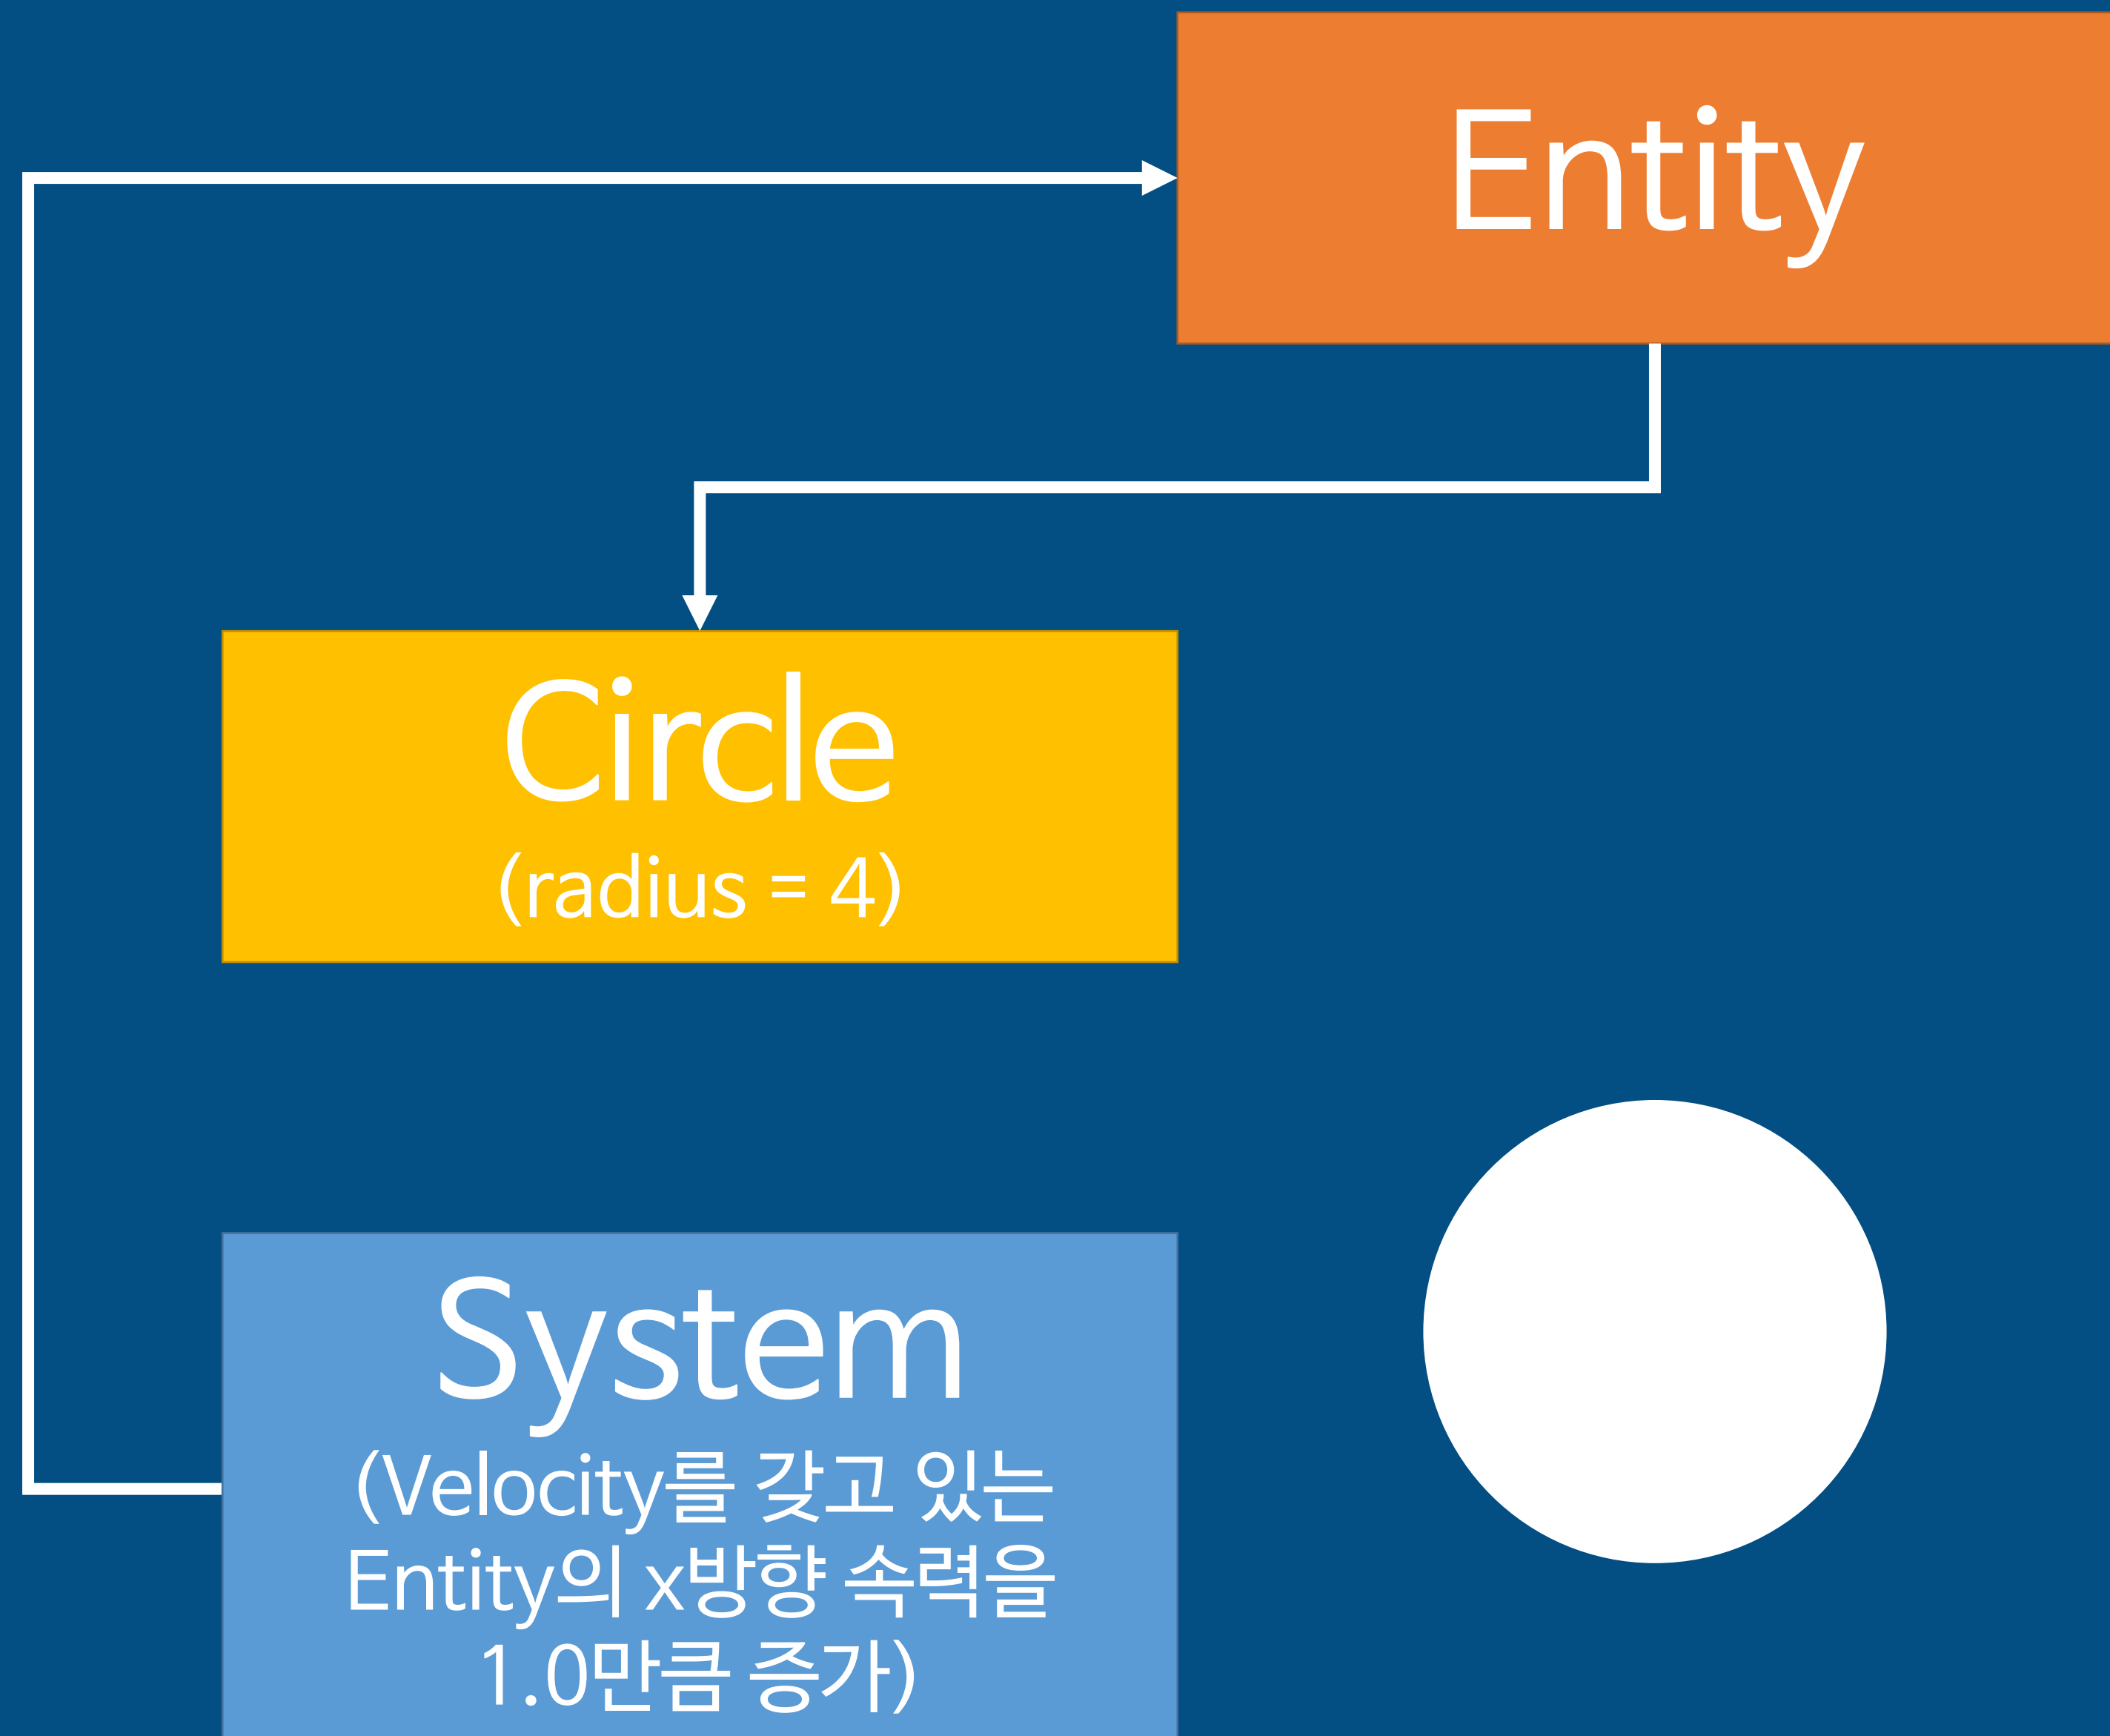 Entity
Circle
(radius = 4)
System
(Velocity를 갖고 있는
Entity의 x방향 속력을
1.0만큼 증가)